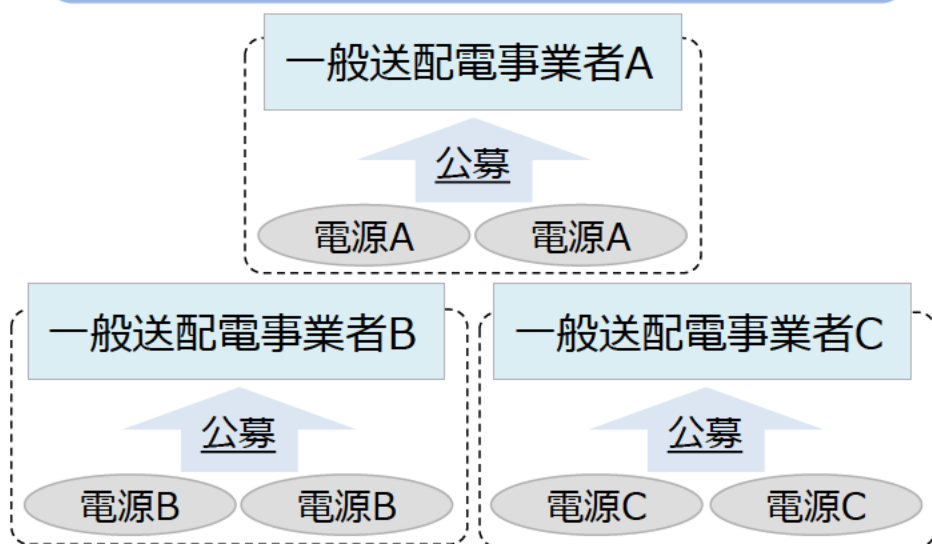 一般送配電事業者A
公募
電源A 電源A
一般送配電事業者B
公募
電源B 電源B
一般送配電事業者C
公募
電源C 電源C